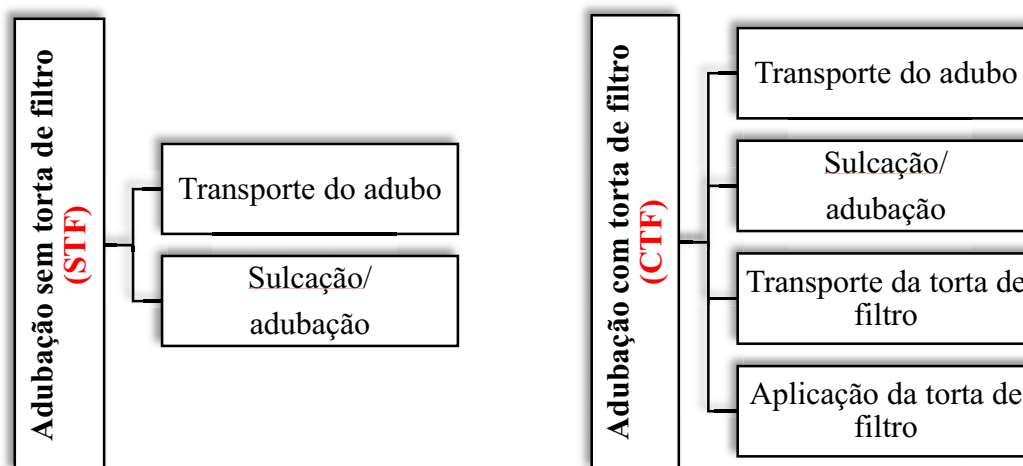 Adubação sem torta de filtro
(STF)
Transporte do adubo
Sulcação/
adubação
Adubação com torta de filtro
(CTF)
Transporte do adubo
Sulcação/
adubação
Transporte da torta de
filtro
Aplicação da torta de
filtro